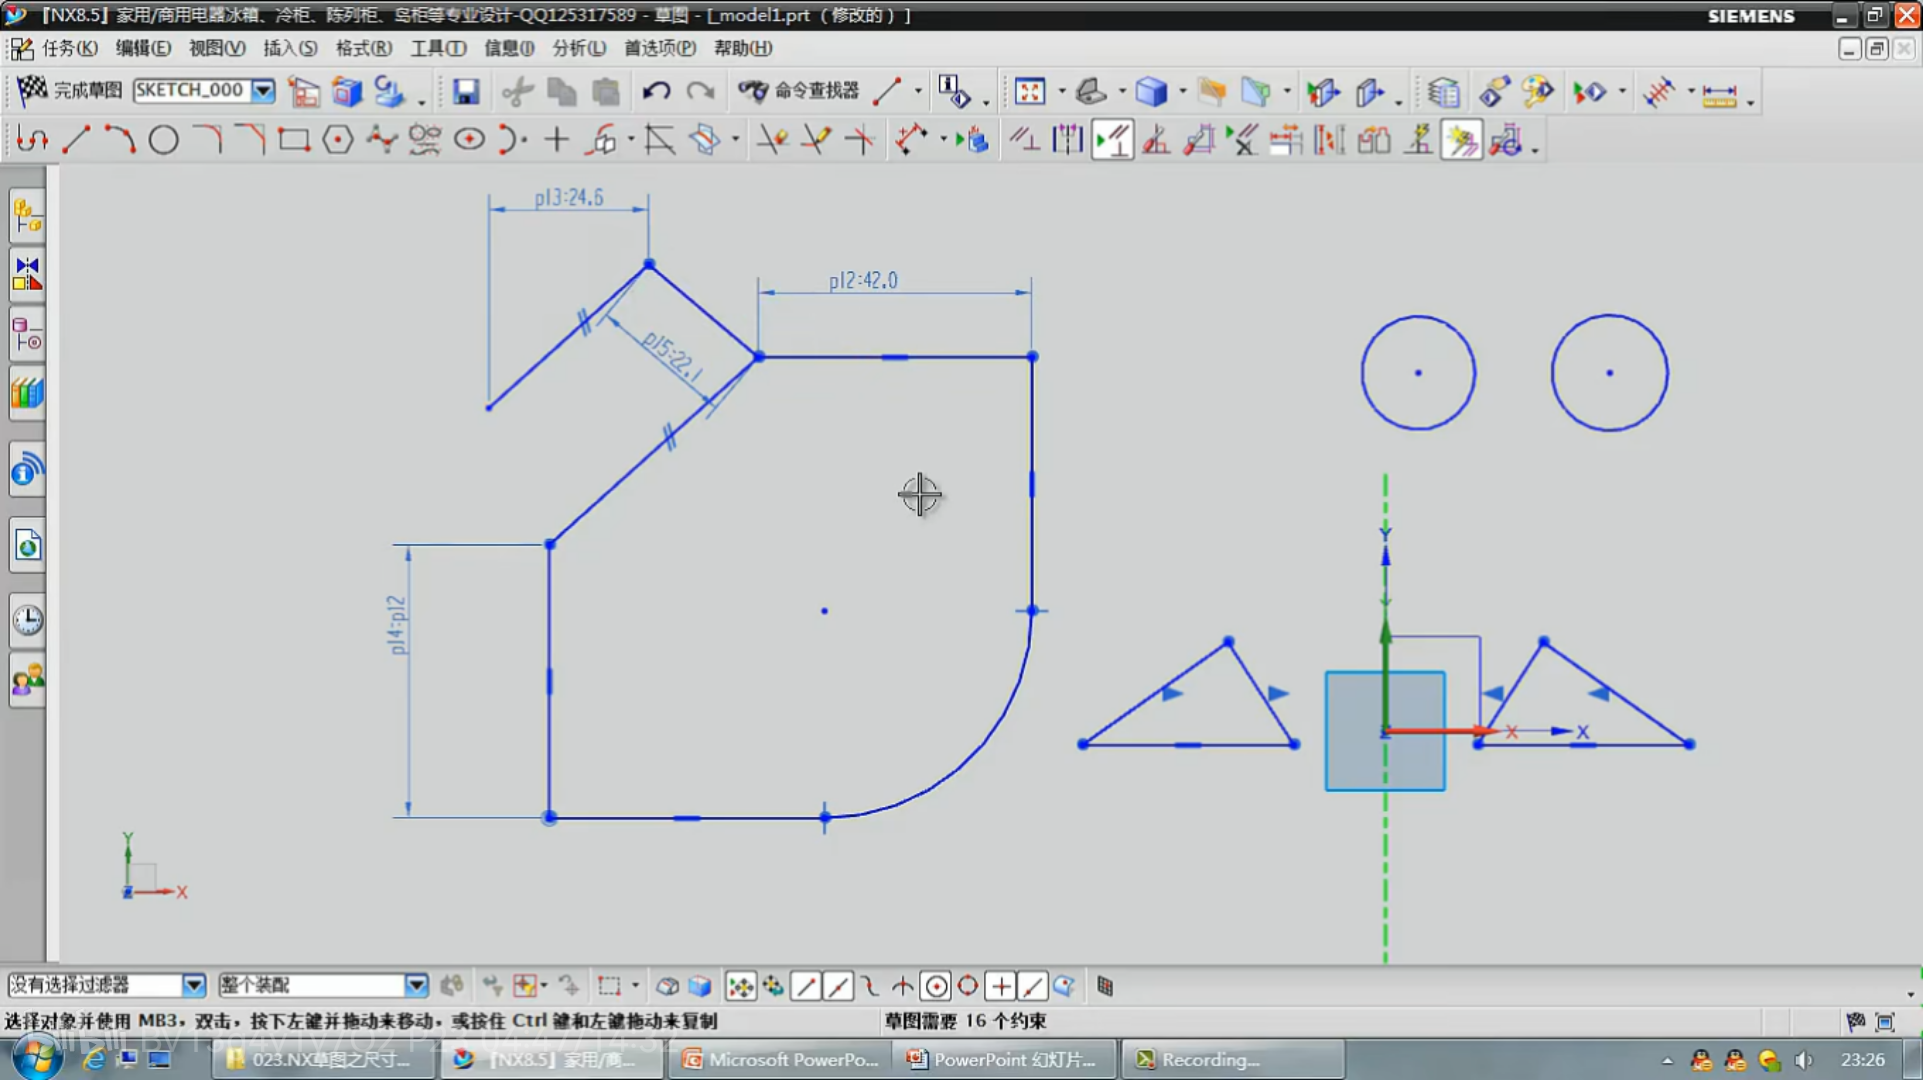 『NX8.5』家用/商用电器冰箱、冷柜、陈列柜、岛柜等专业设计-QQ125317589 - 草图 - [_model1.prt （修改的）]
SIEMENS
任务(K) 编辑(E) 视图(V) 插入(S) 格式(R) 工具(T) 信息(I) 分析(L) 首选项(P) 帮助(H)
完成草图 SKETCH_000 命令查找器
p13:24.6
p12:42.0
p15:22.1
p14:p12
Y
Y
Z
X
X
Y
Z
X
没有选择过滤器 整个装配
选择对象并使用 MB3，双击，按下左键并拖动来移动，或按住 Ctrl 键和左键拖动来复制 草图需要 16 个约束
023.NX草图之尺寸... 『NX8.5』家用/商... Microsoft PowerPo... PowerPoint 幻灯片... Recording... 23:26